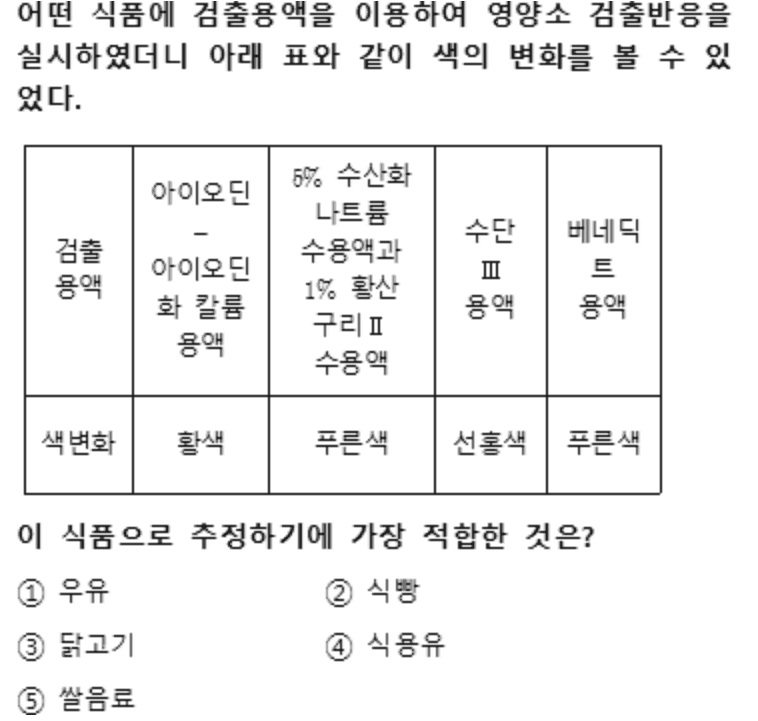 어떤 식품에 검출용액을 이용하여 영양소 검출반응을
실시하였더니 아래 표와 같이 색의 변화를 볼 수 있
었다.
검출
용액
아이오딘
–
아이오딘
화 칼륨
용액
5% 수산화
나트륨
수용액과
1% 황산
구리Ⅱ
수용액
수단
Ⅲ
용액
베네딕
트
용액
색변화
황색
푸른색
선홍색
푸른색
이 식품으로 추정하기에 가장 적합한 것은?
① 우유
② 식빵
③ 닭고기
④ 식용유
⑤ 쌀음료